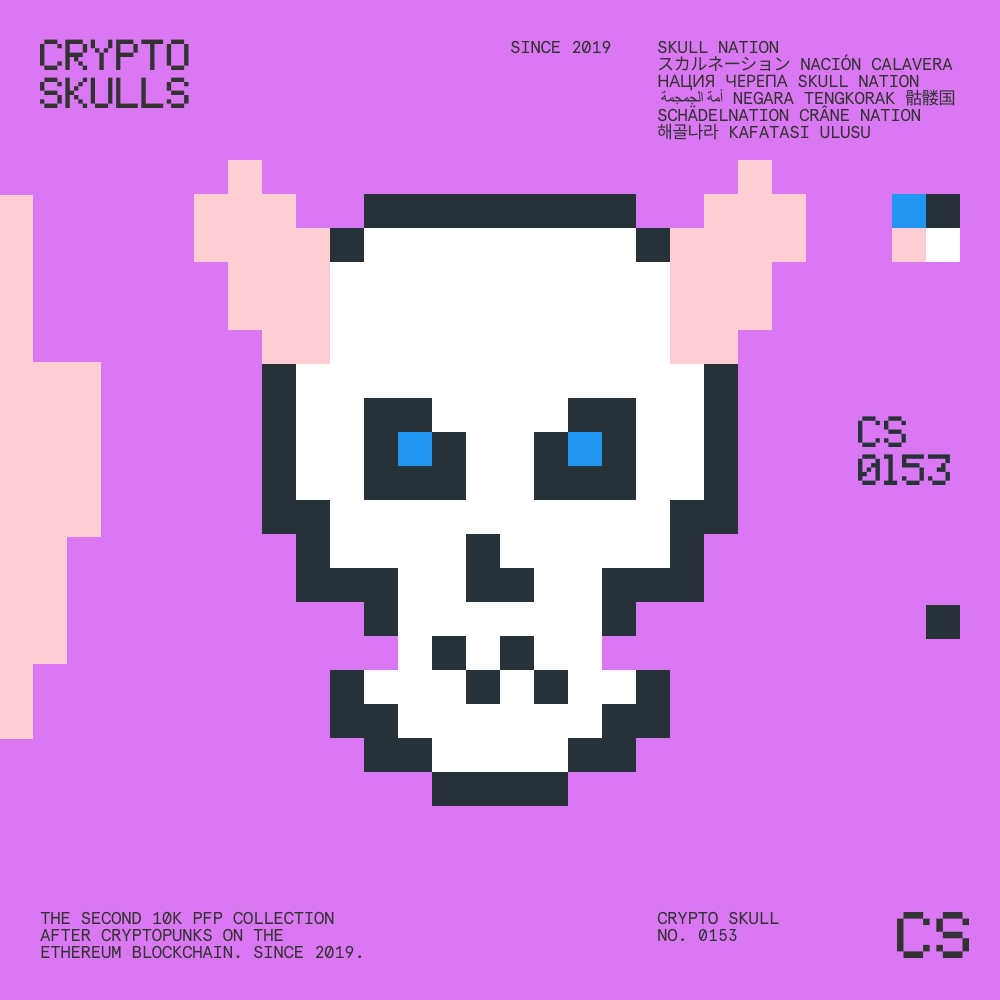 CRYPTO
SKULLS
SINCE 2019
SKULL NATION
スカルネーション NACIÓN CALAVERA
НАЦИЯ ЧЕРЕПА SKULL NATION
أمة الجمجمة NEGARA TENGKORAK 骷髅国
SCHÄDELNATION CRÂNE NATION
해골나라 KAFATASI ULUSU
CS
0153
THE SECOND 10K PFP COLLECTION
AFTER CRYPTOPUNKS ON THE
ETHEREUM BLOCKCHAIN. SINCE 2019.
CRYPTO SKULL
NO. 0153
CS